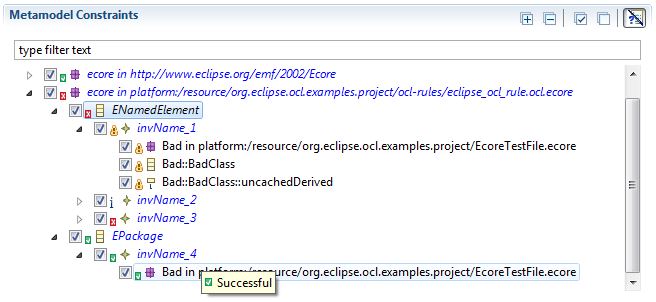 Metamodel Constraints
type filter text
ecore in http://www.eclipse.org/emf/2002/Ecore
ecore in platform:/resource/org.eclipse.ocl.examples.project/ocl-rules/eclipse_ocl_rule.ocl.ecore
ENamedElement
invName_1
Bad in platform:/resource/org.eclipse.ocl.examples.project/EcoreTestFile.ecore
Bad::BadClass
Bad::BadClass::uncachedDerived
invName_2
invName_3
EPackage
invName_4
Bad in platform:/resource/org.eclipse.ocl.examples.project/EcoreTestFile.ecore
Successful